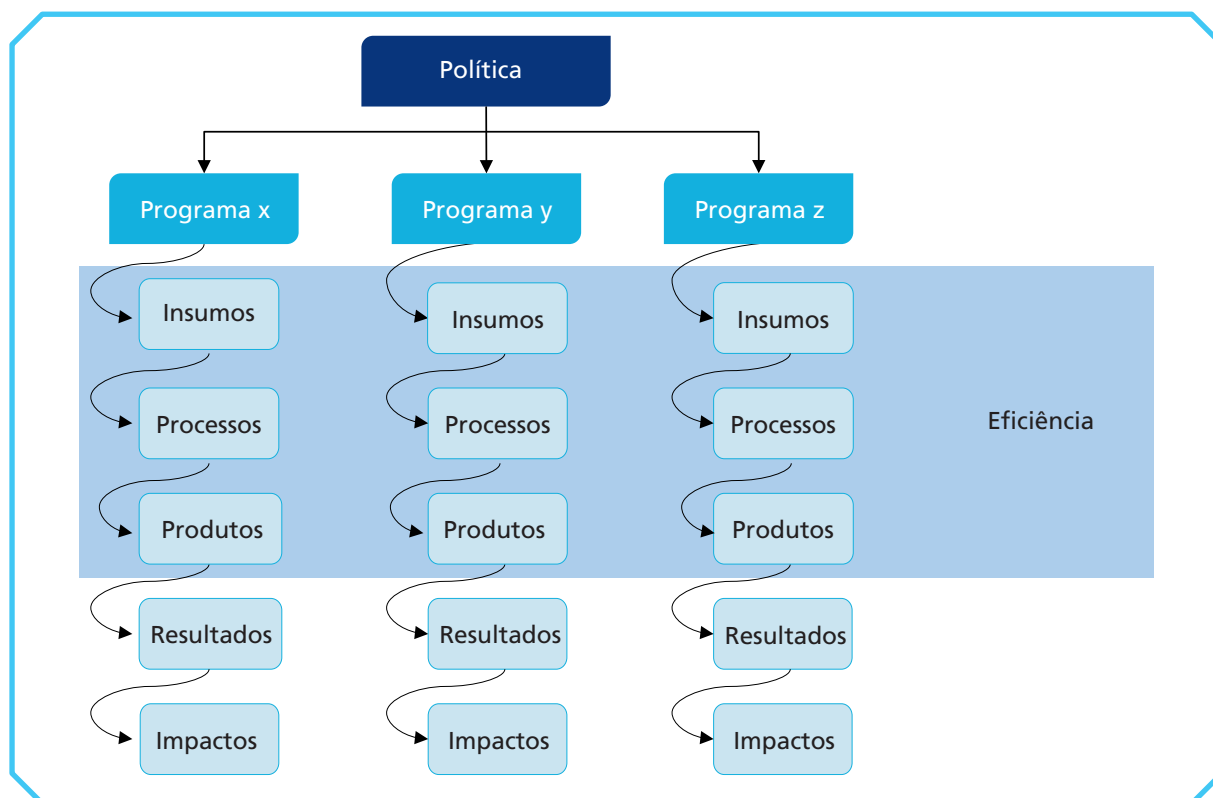 Política
Programa x
Programa y
Programa z
Insumos
Insumos
Insumos
Processos
Processos
Processos
Eficiência
Produtos
Produtos
Produtos
Resultados
Resultados
Resultados
Impactos
Impactos
Impactos